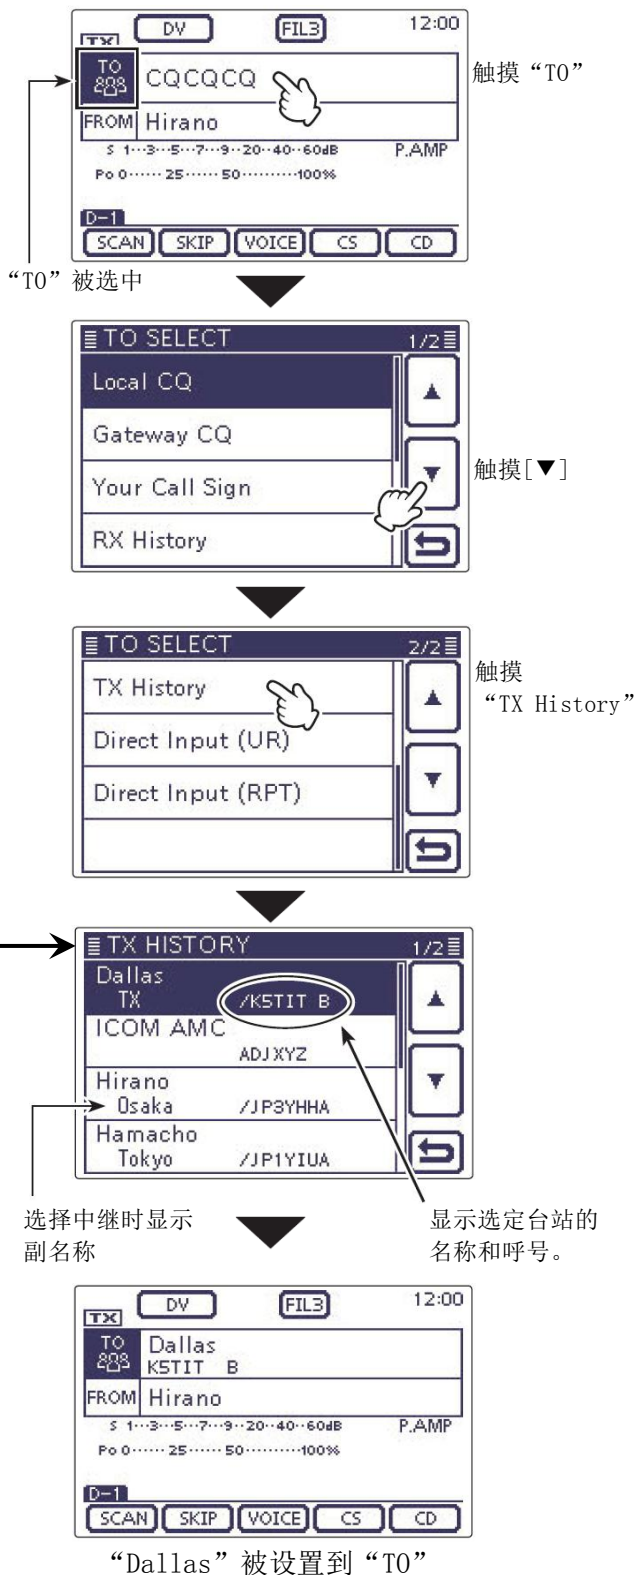 DV FIL3 12:00
TX
TO CQCQCQ
触摸“TO”
FROM Hirano
S 1···3···5···7···9··20··40··60dB P.AMP
Po 0······ 25······ 50··········100%
D-1
SCAN SKIP VOICE CS CD
“TO”被选中
TO SELECT 1/2
Local CQ
▲
Gateway CQ
Your Call Sign
▼
触摸[▼]
RX History
TO SELECT 2/2
TX History
▲
触摸
“TX History”
Direct Input (UR)
Direct Input (RPT)
▼
TX HISTORY 1/2
Dallas
TX /K5TIT B
▲
ICOM AMC
ADJXYZ
Hirano
▼
Osaka /JP3YHHA
Hamacho
Tokyo /JP1YIUA
选择中继时显示
副名称
显示选定台站的
名称和呼号。
DV FIL3 12:00
TX
TO Dallas
K5TIT B
FROM Hirano
S 1···3···5···7···9··20··40··60dB P.AMP
Po 0······ 25······ 50··········100%
D-1
SCAN SKIP VOICE CS CD
“Dallas”被设置到“TO”